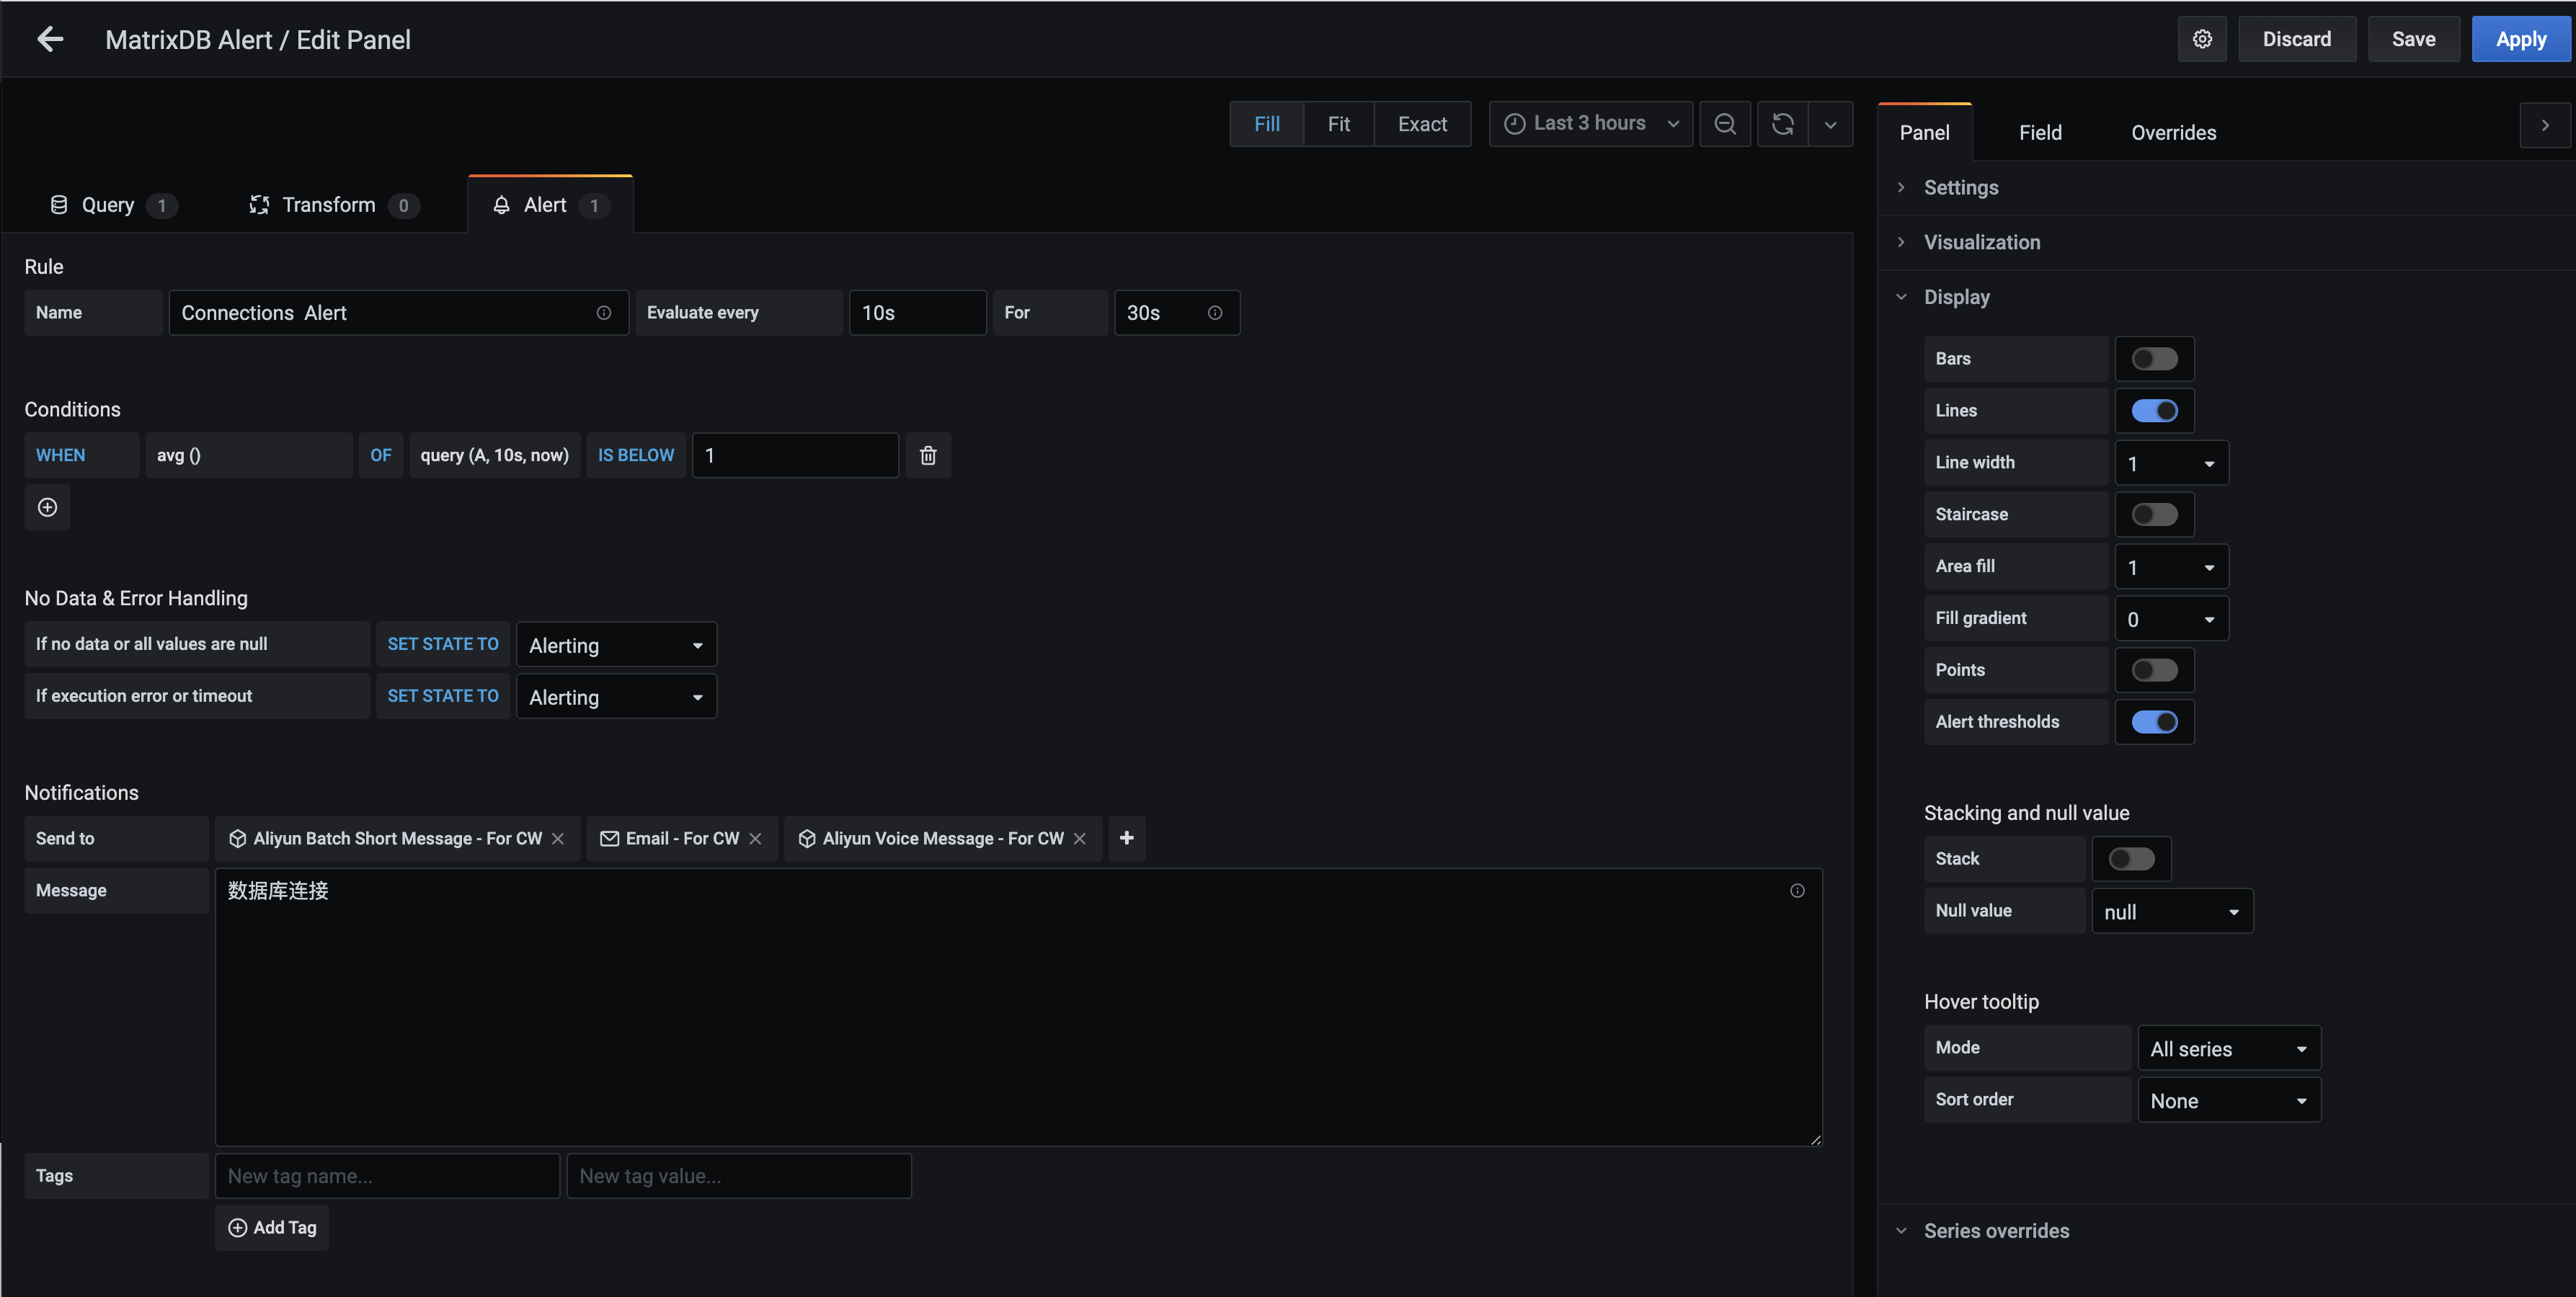 MatrixDB Alert / Edit Panel
Discard
Save
Apply
Fill
Fit
Exact
Last 3 hours
Query 1
Transform 0
Alert 1
Rule
Name
Connections  Alert
Evaluate every
10s
For
30s
Conditions
WHEN
avg ()
OF
query (A, 10s, now)
IS BELOW
1
No Data & Error Handling
If no data or all values are null
SET STATE TO
Alerting
If execution error or timeout
SET STATE TO
Alerting
Notifications
Send to
Aliyun Batch Short Message - For CW
Email - For CW
Aliyun Voice Message - For CW
Message
数据库连接
Tags
New tag name...
New tag value...
Add Tag
Panel
Field
Overrides
Settings
Visualization
Display
Bars
Lines
Line width
1
Staircase
Area fill
1
Fill gradient
0
Points
Alert thresholds
Stacking and null value
Stack
Null value
null
Hover tooltip
Mode
All series
Sort order
None
Series overrides